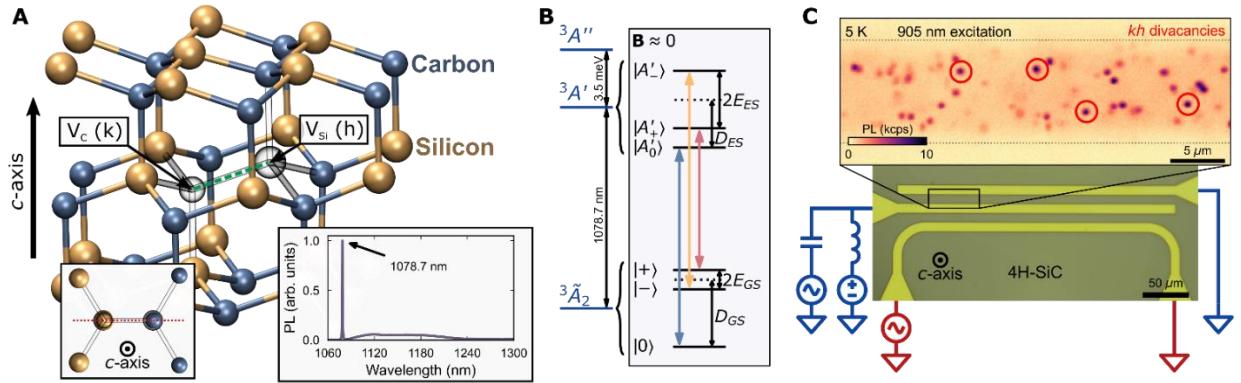 A
Carbon
V_C (k)
V_Si (h)
Silicon
c-axis
c-axis
PL (arb. units)
1.0
0.5
0.0
1078.7 nm
1060
1120
1180
1240
1300
Wavelength (nm)
B
B ≈ 0
³A''
3.5 meV
³A'
1078.7 nm
³Ã₂
|A'₋⟩
|A'₊⟩
|A'₀⟩
2E_ES
D_ES
|+⟩
|−⟩
|0⟩
2E_GS
D_GS
C
5 K
905 nm excitation
kh divacancies
PL (kcps)
0
10
5 µm
c-axis
4H-SiC
50 µm